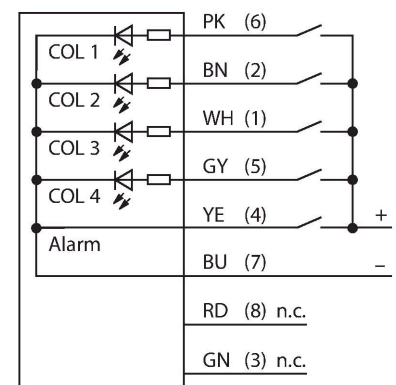 PK (6)
COL 1
BN (2)
COL 2
WH (1)
COL 3
GY (5)
COL 4
YE (4) +
Alarm
BU (7) –
RD (8) n.c.
GN (3) n.c.